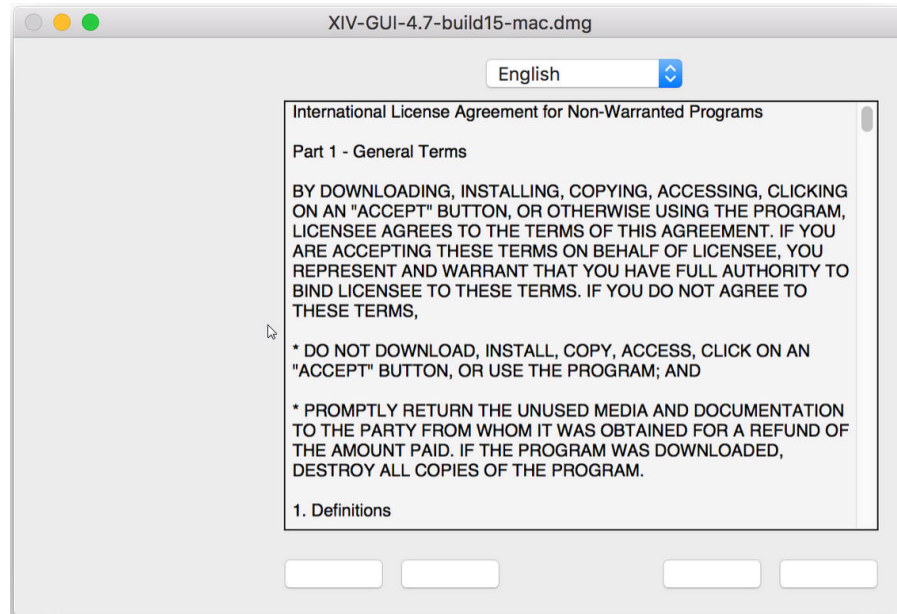 XIV-GUI-4.7-build15-mac.dmg
English
International License Agreement for Non-Warranted Programs
Part 1 - General Terms
BY DOWNLOADING, INSTALLING, COPYING, ACCESSING, CLICKING
ON AN "ACCEPT" BUTTON, OR OTHERWISE USING THE PROGRAM,
LICENSEE AGREES TO THE TERMS OF THIS AGREEMENT. IF YOU
ARE ACCEPTING THESE TERMS ON BEHALF OF LICENSEE, YOU
REPRESENT AND WARRANT THAT YOU HAVE FULL AUTHORITY TO
BIND LICENSEE TO THESE TERMS. IF YOU DO NOT AGREE TO
THESE TERMS,
* DO NOT DOWNLOAD, INSTALL, COPY, ACCESS, CLICK ON AN
"ACCEPT" BUTTON, OR USE THE PROGRAM; AND
* PROMPTLY RETURN THE UNUSED MEDIA AND DOCUMENTATION
TO THE PARTY FROM WHOM IT WAS OBTAINED FOR A REFUND OF
THE AMOUNT PAID. IF THE PROGRAM WAS DOWNLOADED,
DESTROY ALL COPIES OF THE PROGRAM.
1. Definitions